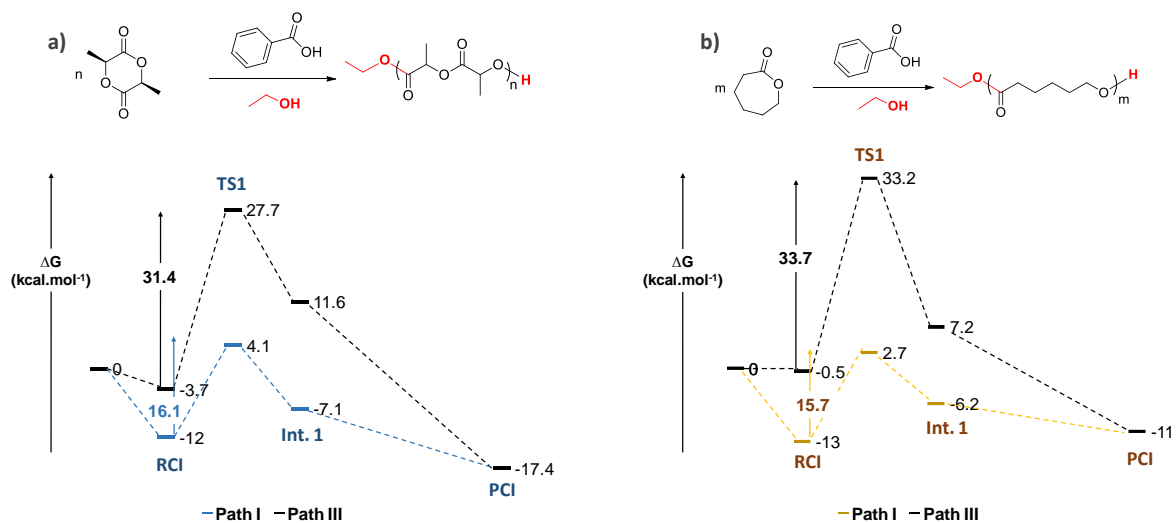 a)
n
O
O
O
O
O
OH
OH
O
O
O
O
O
O
H
n
TS1
27.7
ΔG
(kcal.mol-1)
31.4
11.6
4.1
0
-3.7
16.1
-7.1
-12
Int. 1
RCI
-17.4
PCI
Path I Path III
b)
m
O
O
O
OH
OH
O
O
O
H
m
TS1
33.2
ΔG
(kcal.mol-1)
33.7
7.2
2.7
0
-0.5
15.7
-6.2
-13
Int. 1
-11
RCI
PCI
Path I Path III